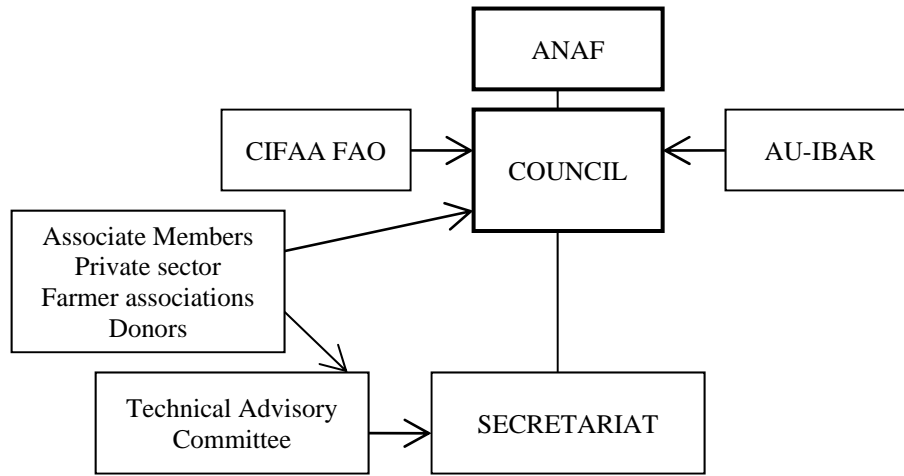 ANAF
CIFAA FAO
COUNCIL
AU-IBAR
Associate Members
Private sector
Farmer associations
Donors
Technical Advisory
Committee
SECRETARIAT